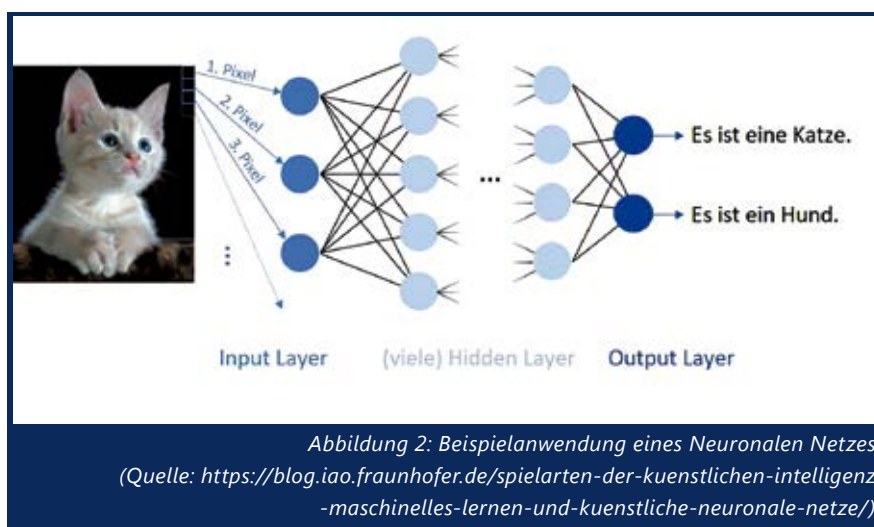 1. Pixel
2. Pixel
3. Pixel
...
...
Es ist eine Katze.
Es ist ein Hund.
Input Layer
(viele) Hidden Layer
Output Layer
Abbildung 2: Beispielanwendung eines Neuronalen Netzes
(Quelle: https://blog.iao.fraunhofer.de/spielarten-der-kuenstlichen-intelligenz
-maschinelles-lernen-und-kuenstliche-neuronale-netze/)